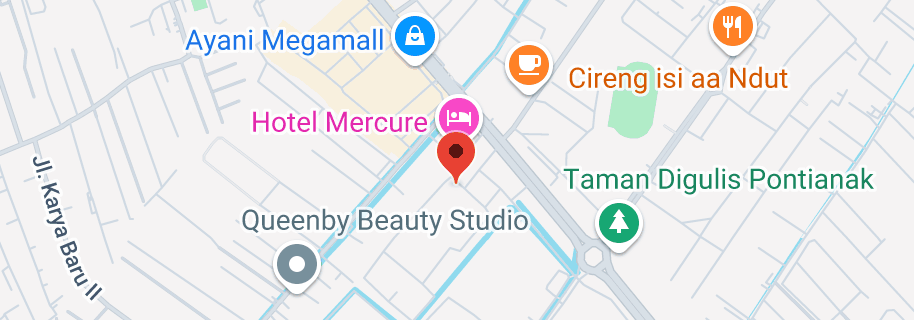 Ayani Megamall
Cireng isi aa Ndut
Hotel Mercure
Taman Digulis Pontianak
Queenby Beauty Studio
Jl. Karya Baru II